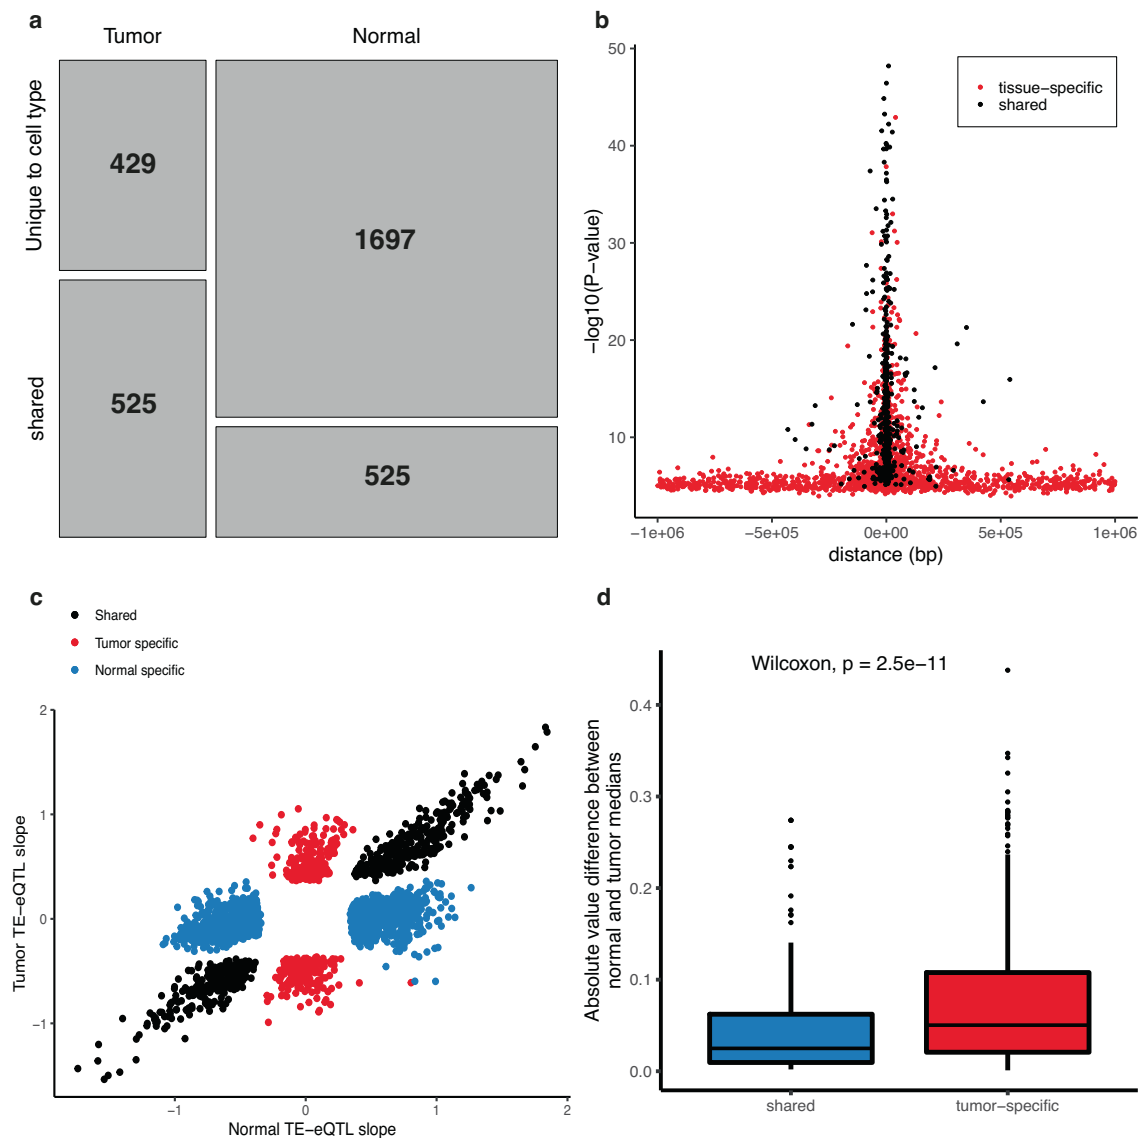 a
Tumor
Normal
Unique to cell type
shared
429
1697
525
525
b
50
40
30
20
10
−log10(P−value)
tissue−specific
shared
−1e+06
−5e+05
0e+00
5e+05
1e+06
distance (bp)
c
Shared
Tumor specific
Normal specific
2
1
0
−1
Tumor TE−eQTL slope
−1
0
1
2
Normal TE−eQTL slope
d
Wilcoxon, p = 2.5e−11
0.4
0.3
0.2
0.1
0.0
Absolute value difference between
normal and tumor medians
shared
tumor−specific